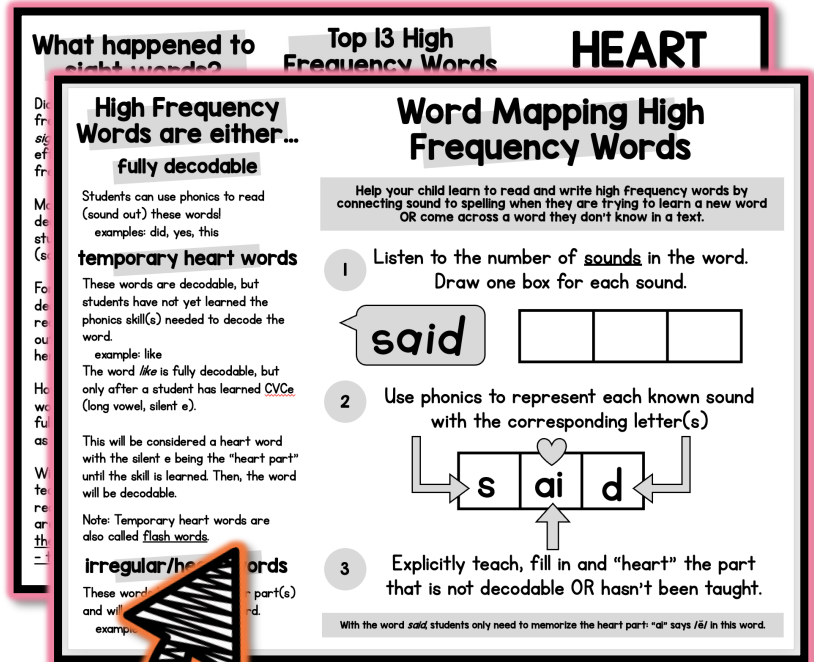 What happened to
sight words?
Top 13 High
Frequency Words
HEART
High Frequency
Words are either...
fully decodable
Students can use phonics to read
(sound out) these words!
examples: did, yes, this
temporary heart words
These words are decodable, but
students have not yet learned the
phonics skill(s) needed to decode the
word.
example: like
The word like is fully decodable, but
only after a student has learned CVCe
(long vowel, silent e).
This will be considered a heart word
with the silent e being the "heart part"
until the skill is learned. Then, the word
will be decodable.
Note: Temporary heart words are
also called flash words.
irregular/
These
part(s)
and
Word Mapping High
Frequency Words
Help your child learn to read and write high frequency words by
connecting sound to spelling when they are trying to learn a new word
OR come across a word they don't know in a text.
1 Listen to the number of sounds in the word.
Draw one box for each sound.
said
2 Use phonics to represent each known sound
with the corresponding letter(s)
s ai d
3 Explicitly teach, fill in and "heart" the part
that is not decodable OR hasn't been taught.
With the word said, students only need to memorize the heart part: "ai" says /ĕ/ in this word.